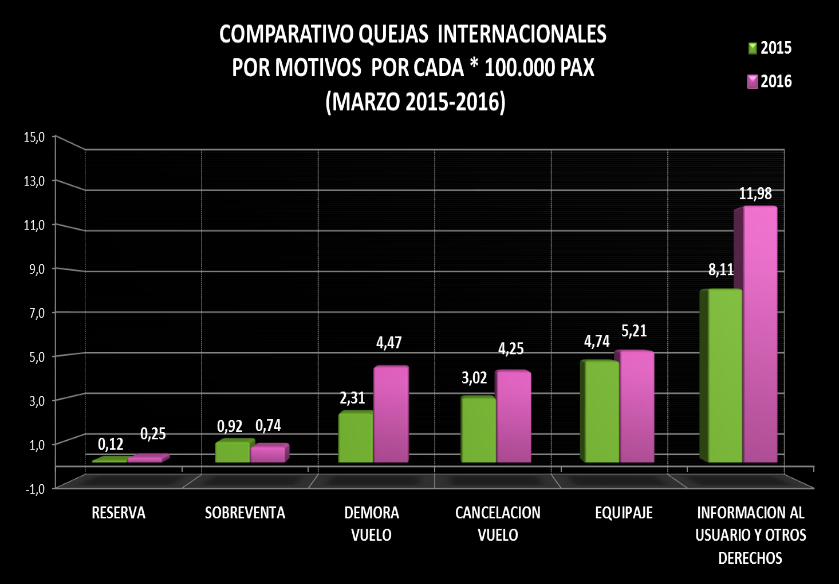 COMPARATIVO QUEJAS INTERNACIONALES
POR MOTIVOS POR CADA * 100.000 PAX
(MARZO 2015-2016)
2015
2016
15,0
13,0
11,0
9,0
7,0
5,0
3,0
1,0
-1,0
0,12
0,25
0,92
0,74
2,31
4,47
3,02
4,25
4,74
5,21
8,11
11,98
RESERVA
SOBREVENTA
DEMORA
VUELO
CANCELACION
VUELO
EQUIPAJE
INFORMACION AL
USUARIO Y OTROS
DERECHOS